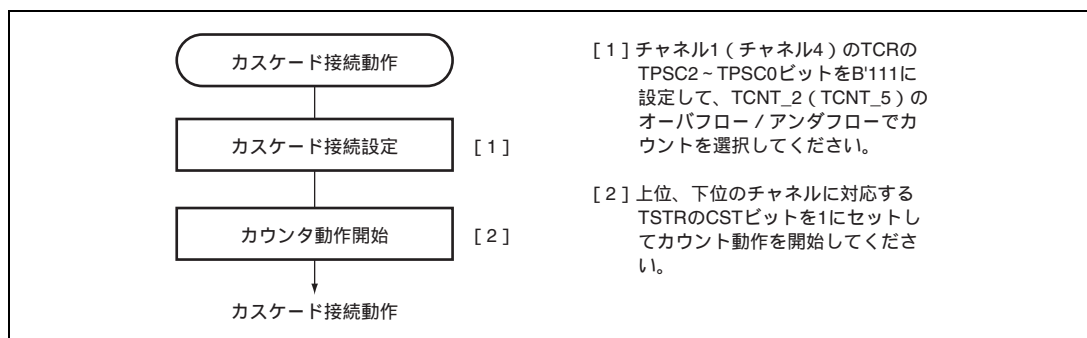 カスケード接続動作
カスケード接続設定
[ 1 ]
カウンタ動作開始
[ 2 ]
カスケード接続動作
[ 1 ] チャネル1（チャネル4）のTCRの
TPSC2～TPSC0ビットをB'111に
設定して、TCNT_2（TCNT_5）の
オーバフロー／アンダフローでカ
ウントを選択してください。
[ 2 ] 上位、下位のチャネルに対応する
TSTRのCSTビットを1にセットし
てカウント動作を開始してくださ
い。